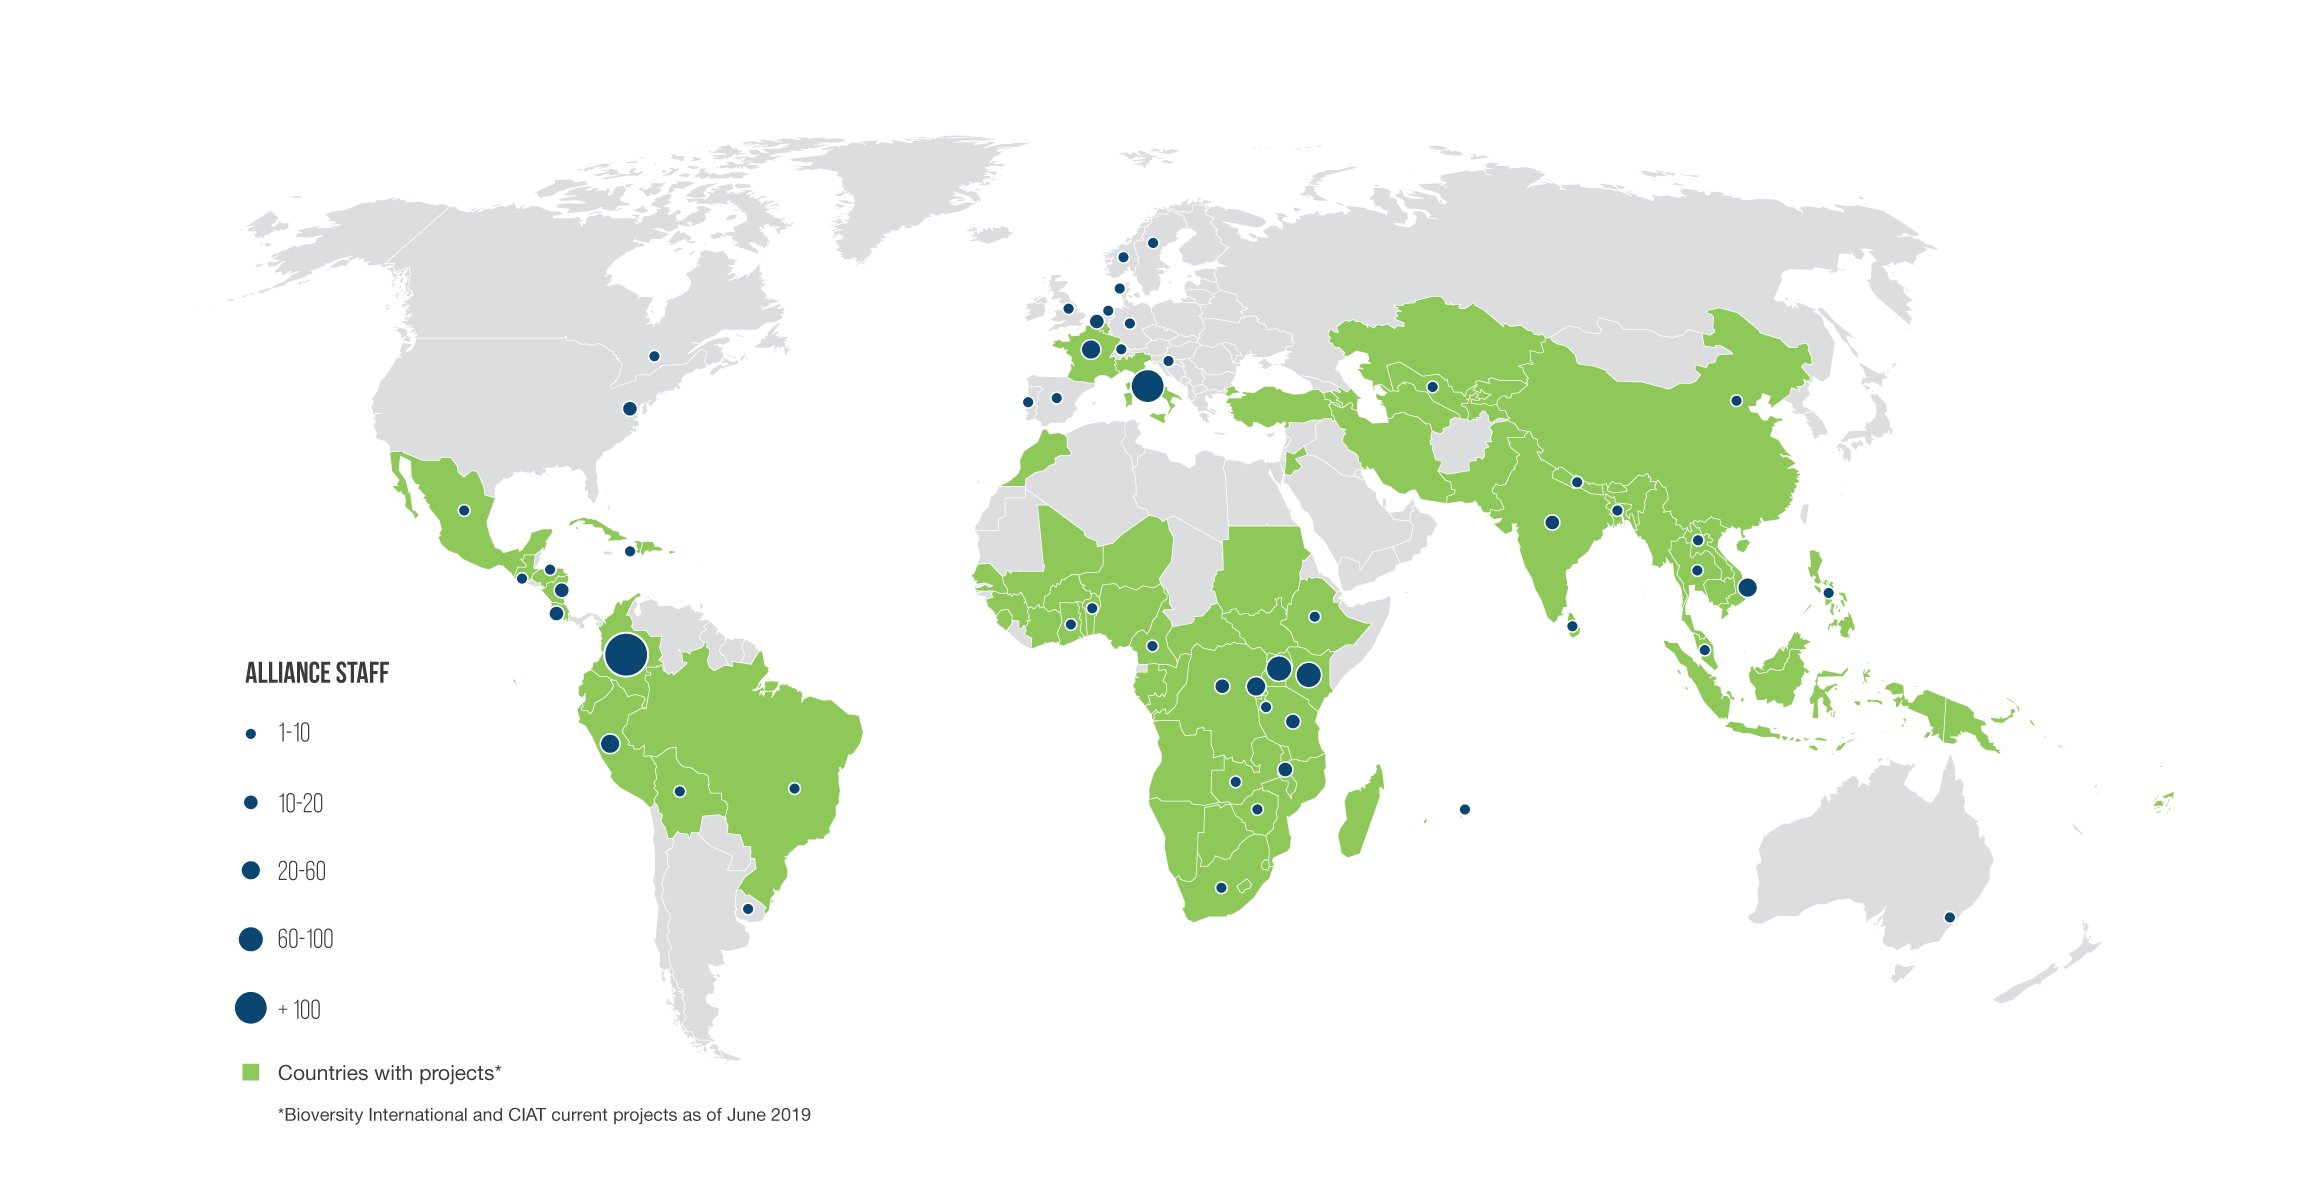 ALLIANCE STAFF
1-10
10-20
20-60
60-100
+ 100
Countries with projects*
*Bioversity International and CIAT current projects as of June 2019